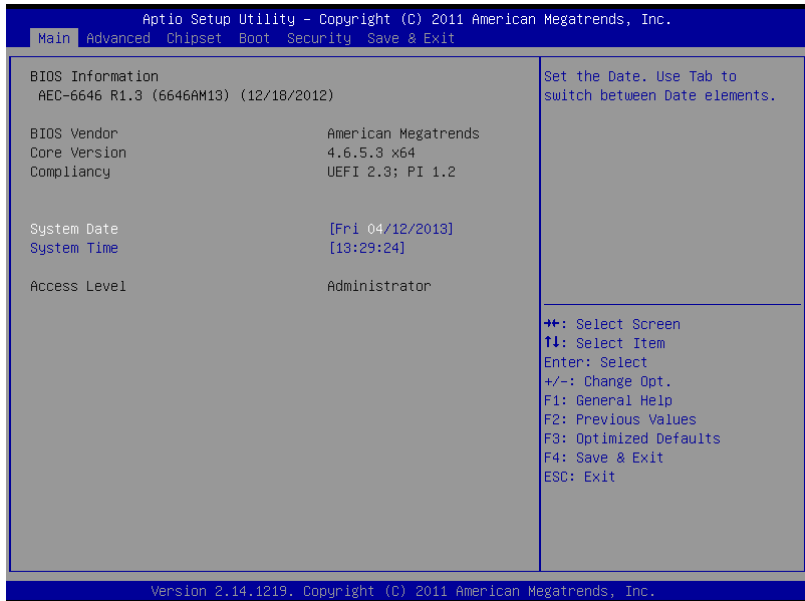 Aptio Setup Utility – Copyright (C) 2011 American Megatrends, Inc.
Main Advanced Chipset Boot Security Save & Exit
BIOS Information
AEC-6646 R1.3 (6646AM13) (12/18/2012)
BIOS Vendor American Megatrends
Core Version 4.6.5.3 x64
Compliancy UEFI 2.3; PI 1.2
System Date [Fri 04/12/2013]
System Time [13:29:24]
Access Level Administrator
Set the Date. Use Tab to
switch between Date elements.
→←: Select Screen
↑↓: Select Item
Enter: Select
+/-: Change Opt.
F1: General Help
F2: Previous Values
F3: Optimized Defaults
F4: Save & Exit
ESC: Exit
Version 2.14.1219. Copyright (C) 2011 American Megatrends, Inc.